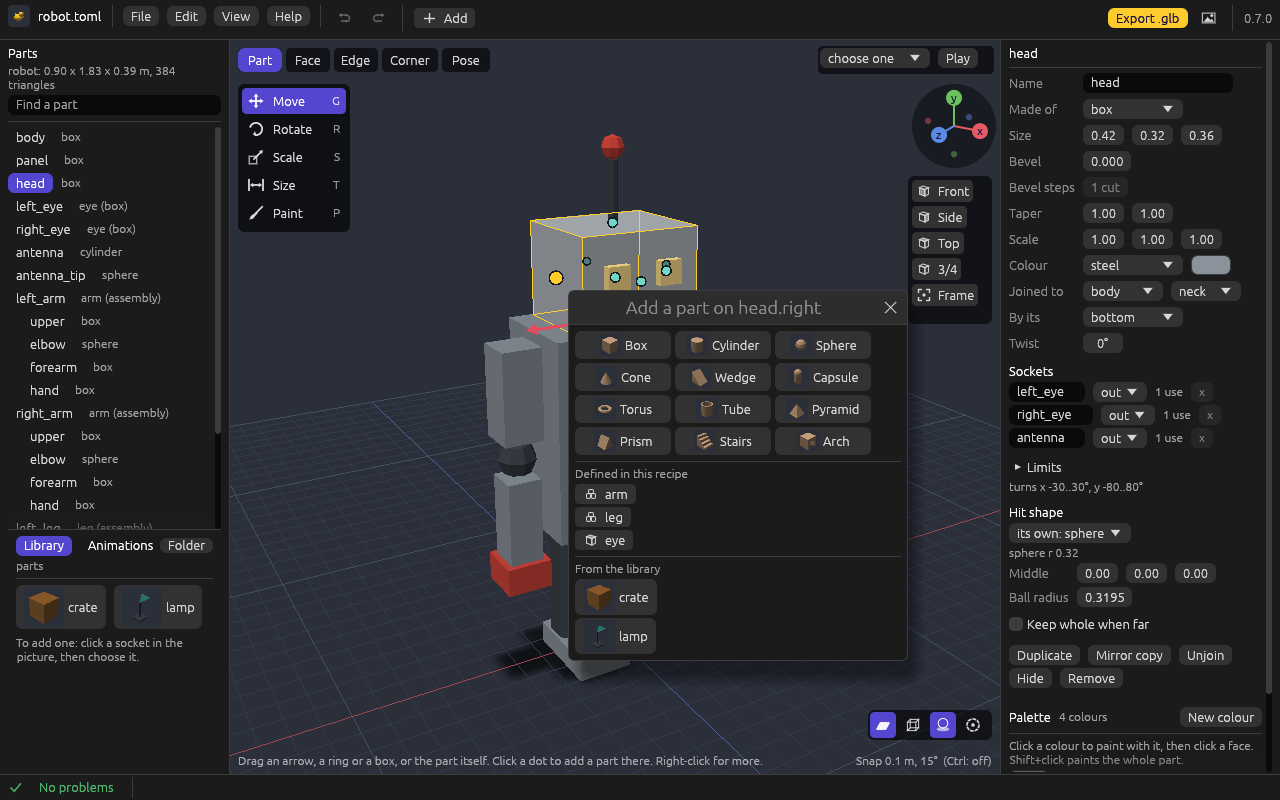 robot.toml File Edit View Help + Add Export .glb 0.7.0
Parts
robot: 0.90 x 1.83 x 0.39 m, 384
triangles
Find a part
body box
panel box
head box
left_eye eye (box)
right_eye eye (box)
antenna cylinder
antenna_tip sphere
left_arm arm (assembly)
upper box
elbow sphere
forearm box
hand box
right_arm arm (assembly)
upper box
elbow sphere
forearm box
hand box
left_leg leg (assembly)
Library Animations Folder
parts
crate lamp
To add one: click a socket in the
picture, then choose it.
Part Face Edge Corner Pose
Move G
Rotate R
Scale S
Size T
Paint P
choose one Play
y
z x
Front
Side
Top
3/4
Frame
Add a part on head.right
Box Cylinder Sphere
Cone Wedge Capsule
Torus Tube Pyramid
Prism Stairs Arch
Defined in this recipe
arm
leg
eye
From the library
crate
lamp
Drag an arrow, a ring or a box, or the part itself. Click a dot to add a part there. Right-click for more.
Snap 0.1 m, 15° (Ctrl: off)
head
Name head
Made of box
Size 0.42 0.32 0.36
Bevel 0.000
Bevel steps 1 cut
Taper 1.00 1.00
Scale 1.00 1.00 1.00
Colour steel
Joined to body neck
By its bottom
Twist 0°
Sockets
left_eye out 1 use x
right_eye out 1 use x
antenna out 1 use x
Limits
turns x -30..30°, y -80..80°
Hit shape
its own: sphere
sphere r 0.32
Middle 0.00 0.00 0.00
Ball radius 0.3195
Keep whole when far
Duplicate Mirror copy Unjoin
Hide Remove
Palette 4 colours New colour
Click a colour to paint with it, then click a face.
Shift+click paints the whole part.
No problems